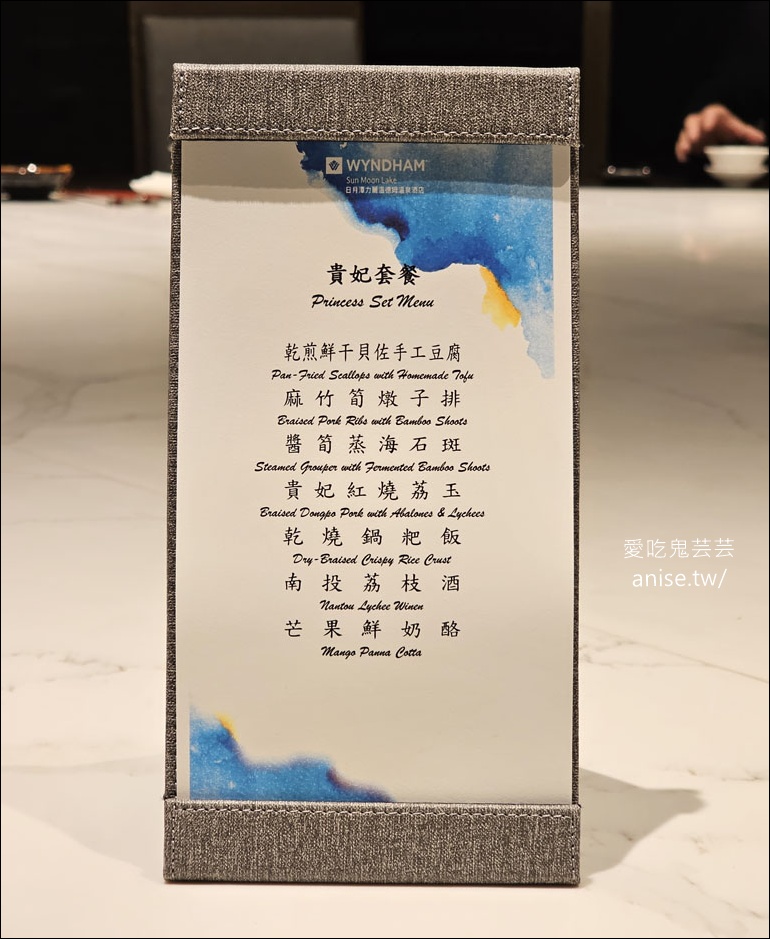 WYNDHAM
Sun Moon Lake
日月潭力麗溫德姆溫泉酒店
貴妃套餐
Princess Set Menu
乾煎鮮干貝佐手工豆腐
Pan-Fried Scallops with Homemade Tofu
麻竹筍燉子排
Braised Pork Ribs with Bamboo Shoots
醬筍蒸海石斑
Steamed Grouper with Fermented Bamboo Shoots
貴妃紅燒荔玉
Braised Dongpo Pork with Abalones & Lychees
乾燒鍋粑飯
Dry-Braised Crispy Rice Crust
南投荔枝酒
Nantou Lychee Winen
芒果鮮奶酪
Mango Panna Cotta
愛吃鬼芸芸
anise.tw/